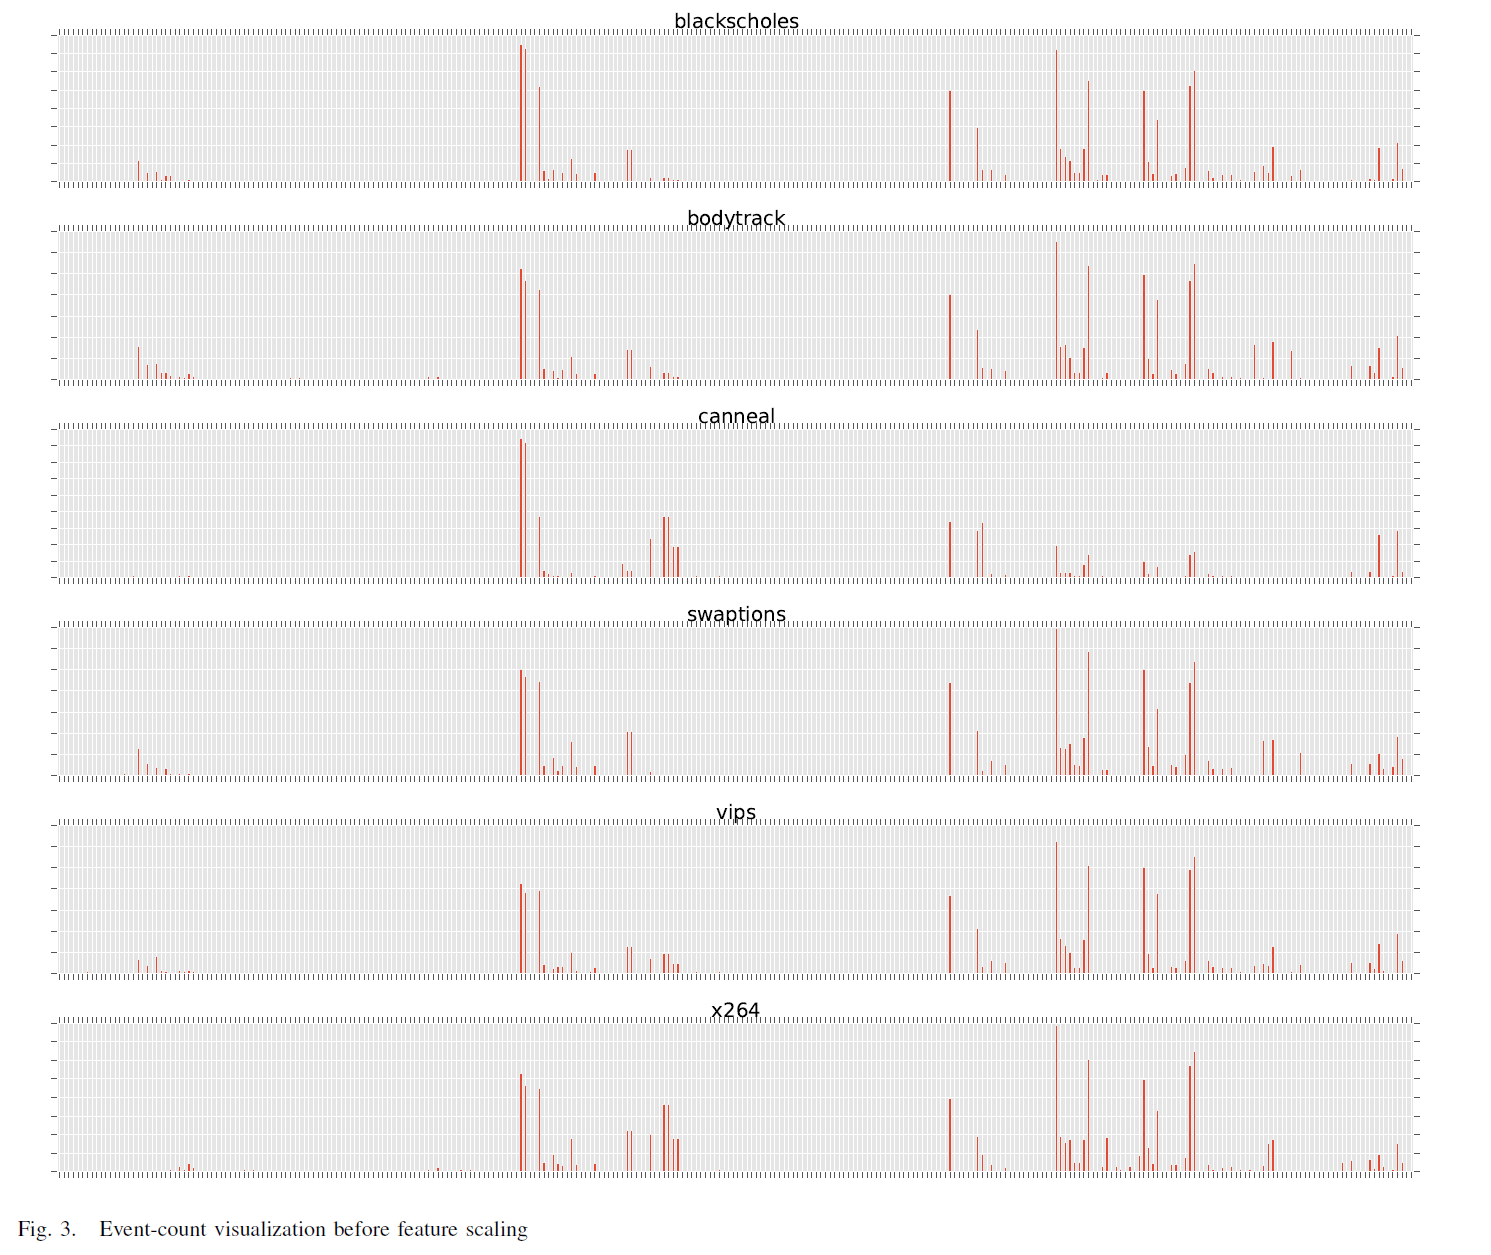 blackscholes
bodytrack
canneal
swaptions
vips
x264
Fig. 3. Event-count visualization before feature scaling